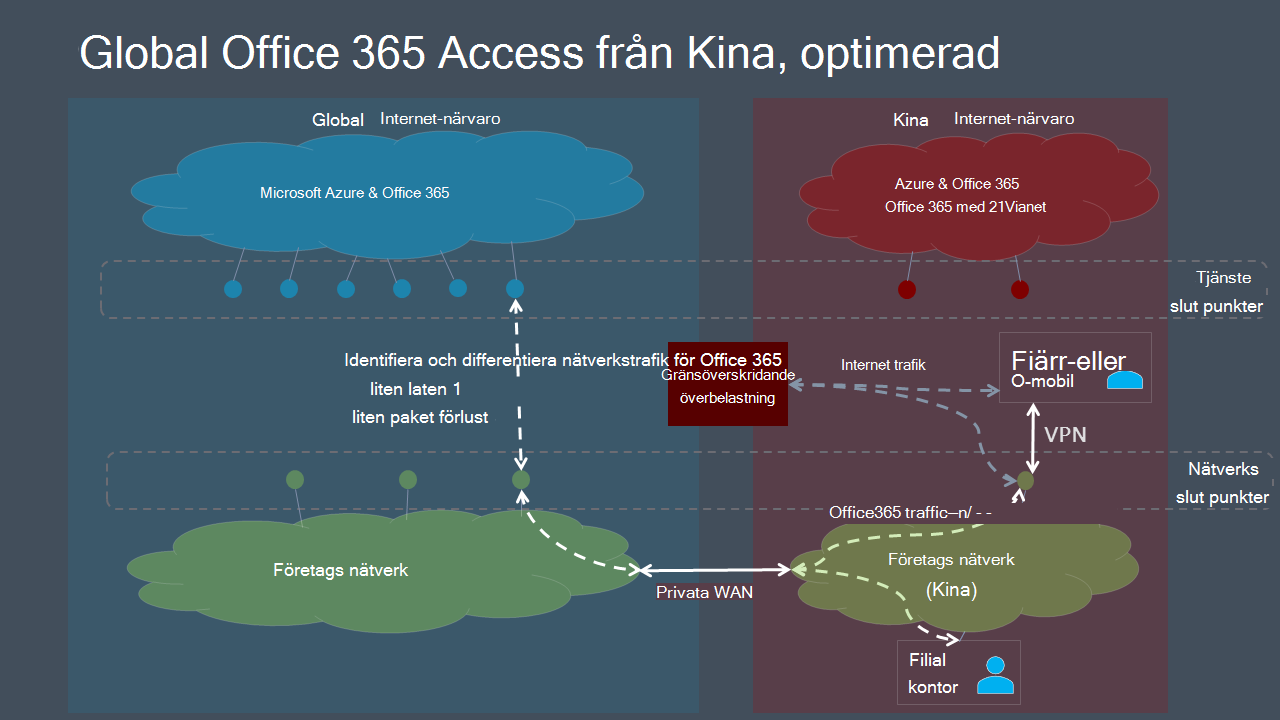 Global Office 365 Access från Kina, optimerad
Global Internet-närvaro
Kina Internet-närvaro
Microsoft Azure & Office 365
Azure & Office 365
Office 365 med 21Vianet
Tjänste
slut punkter
Identifiera och differentiera nätverkstrafik för Office 365
liten laten 1
liten paket förlust
Gränsöverskridande
överbelastning
Internet trafik
Fiärr-eller
O-mobil
VPN
Nätverks
slut punkter
Office365 traffic—n/ - -
Företags nätverk
Privata WAN
Företags nätverk
(Kina)
Filial
kontor